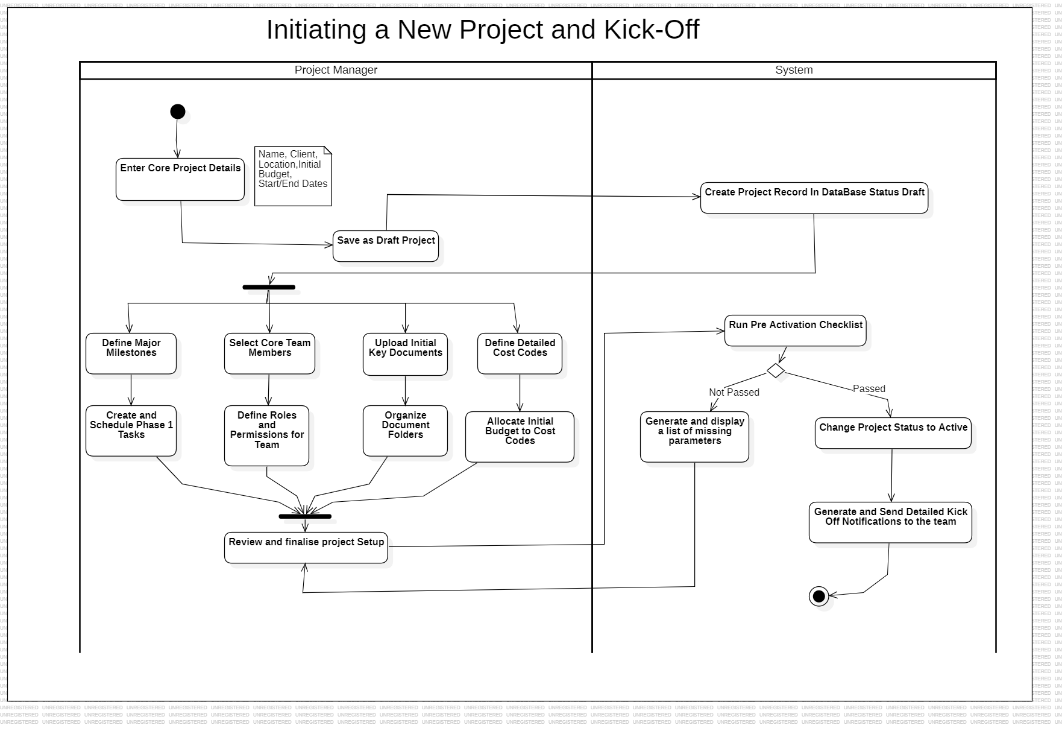 Initiating a New Project and Kick-Off
Project Manager
System
Enter Core Project Details
Name, Client,
Location,Initial
Budget,
Start/End Dates
Create Project Record In DataBase Status Draft
Save as Draft Project
Define Major
Milestones
Select Core Team
Members
Upload Initial
Key Documents
Define Detailed
Cost Codes
Run Pre Activation Checklist
Not Passed
Passed
Create and
Schedule Phase 1
Tasks
Define Roles
and
Permissions for
Team
Organize
Document
Folders
Allocate Initial
Budget to Cost
Codes
Generate and display
a list of missing
parameters
Change Project Status to Active
Generate and Send Detailed Kick
Off Notifications to the team
Review and finalise project Setup
UNREGISTERED